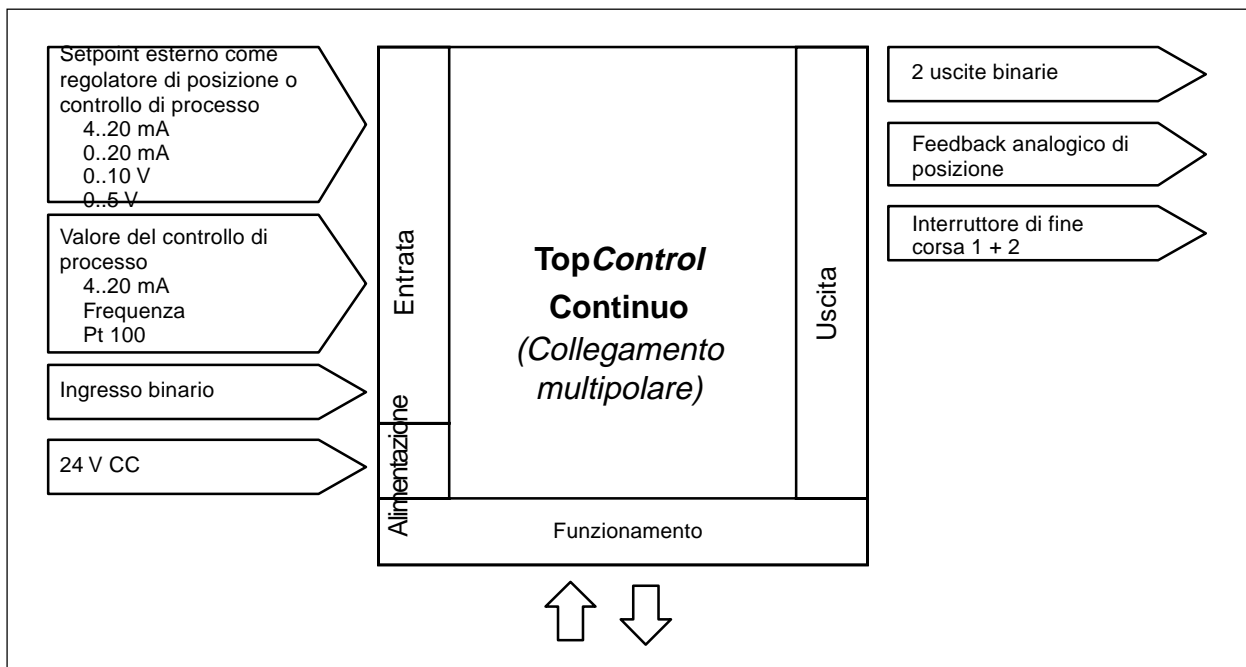 Setpoint esterno come
regolatore di posizione o
controllo di processo
4..20 mA
0..20 mA
0..10 V
0..5 V
Valore del controllo di
processo
4..20 mA
Frequenza
Pt 100
Ingresso binario
24 V CC
Entrata
Alimentazione
TopControl
Continuo
(Collegamento
multipolare)
Funzionamento
Uscita
2 uscite binarie
Feedback analogico di
posizione
Interruttore di fine
corsa 1 + 2